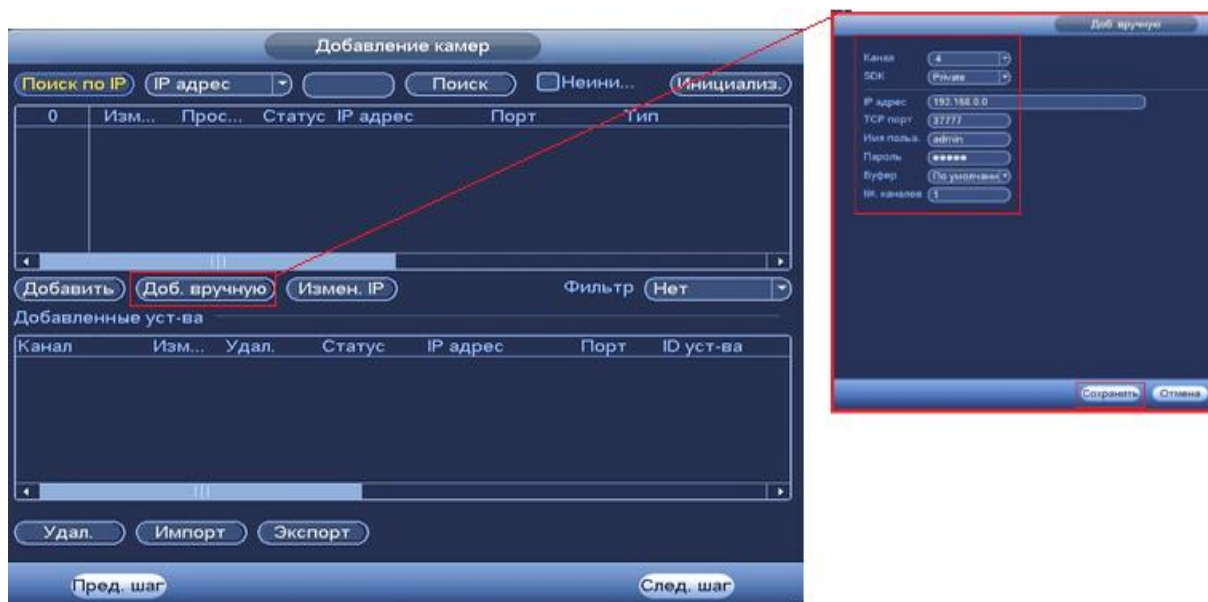 Добавление камер
Поиск по IP IP адрес Поиск Неини... Инициализ.
0 Изм... Прос... Статус IP адрес Порт Тип
Добавить Доб. вручную Измен. IP Фильтр Нет
Добавленные уст-ва
Канал Изм... Удал. Статус IP адрес Порт ID уст-ва
Удал. Импорт Экспорт
Пред. шаг След. шаг
Доб. вручную
Канал 4
SDK Private
IP адрес 192.168.0.0
TCP порт 37777
Имя польз. admin
Пароль •••••
Буфер По умолчани
№. каналов 1
Сохранить Отмена